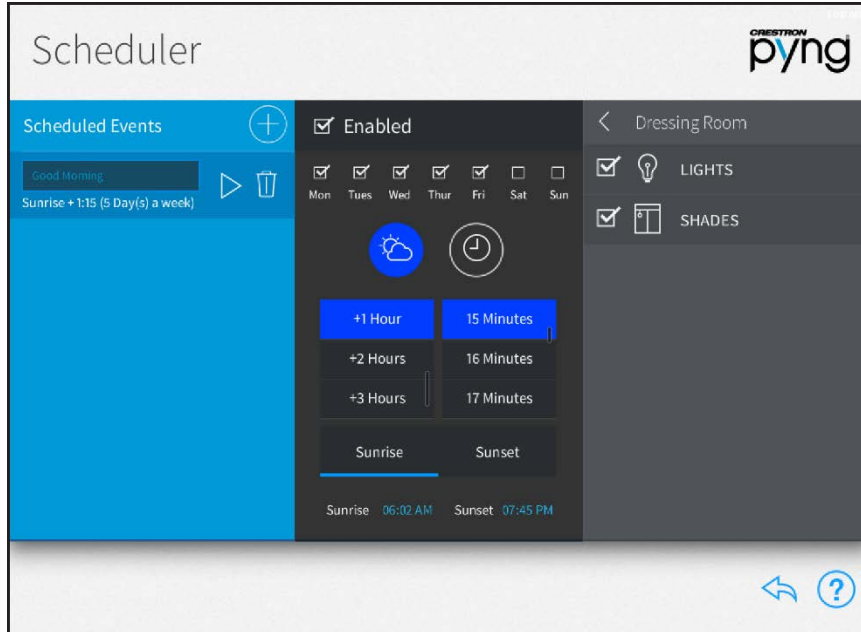 Scheduler
CRESTRON
pyng
Scheduled Events
Good Morning
Sunrise + 1:15 (5 Day(s) a week)
Enabled
Mon Tues Wed Thur Fri Sat Sun
+1 Hour 15 Minutes
+2 Hours 16 Minutes
+3 Hours 17 Minutes
Sunrise Sunset
Sunrise 06:02 AM Sunset 07:45 PM
Dressing Room
LIGHTS
SHADES
?